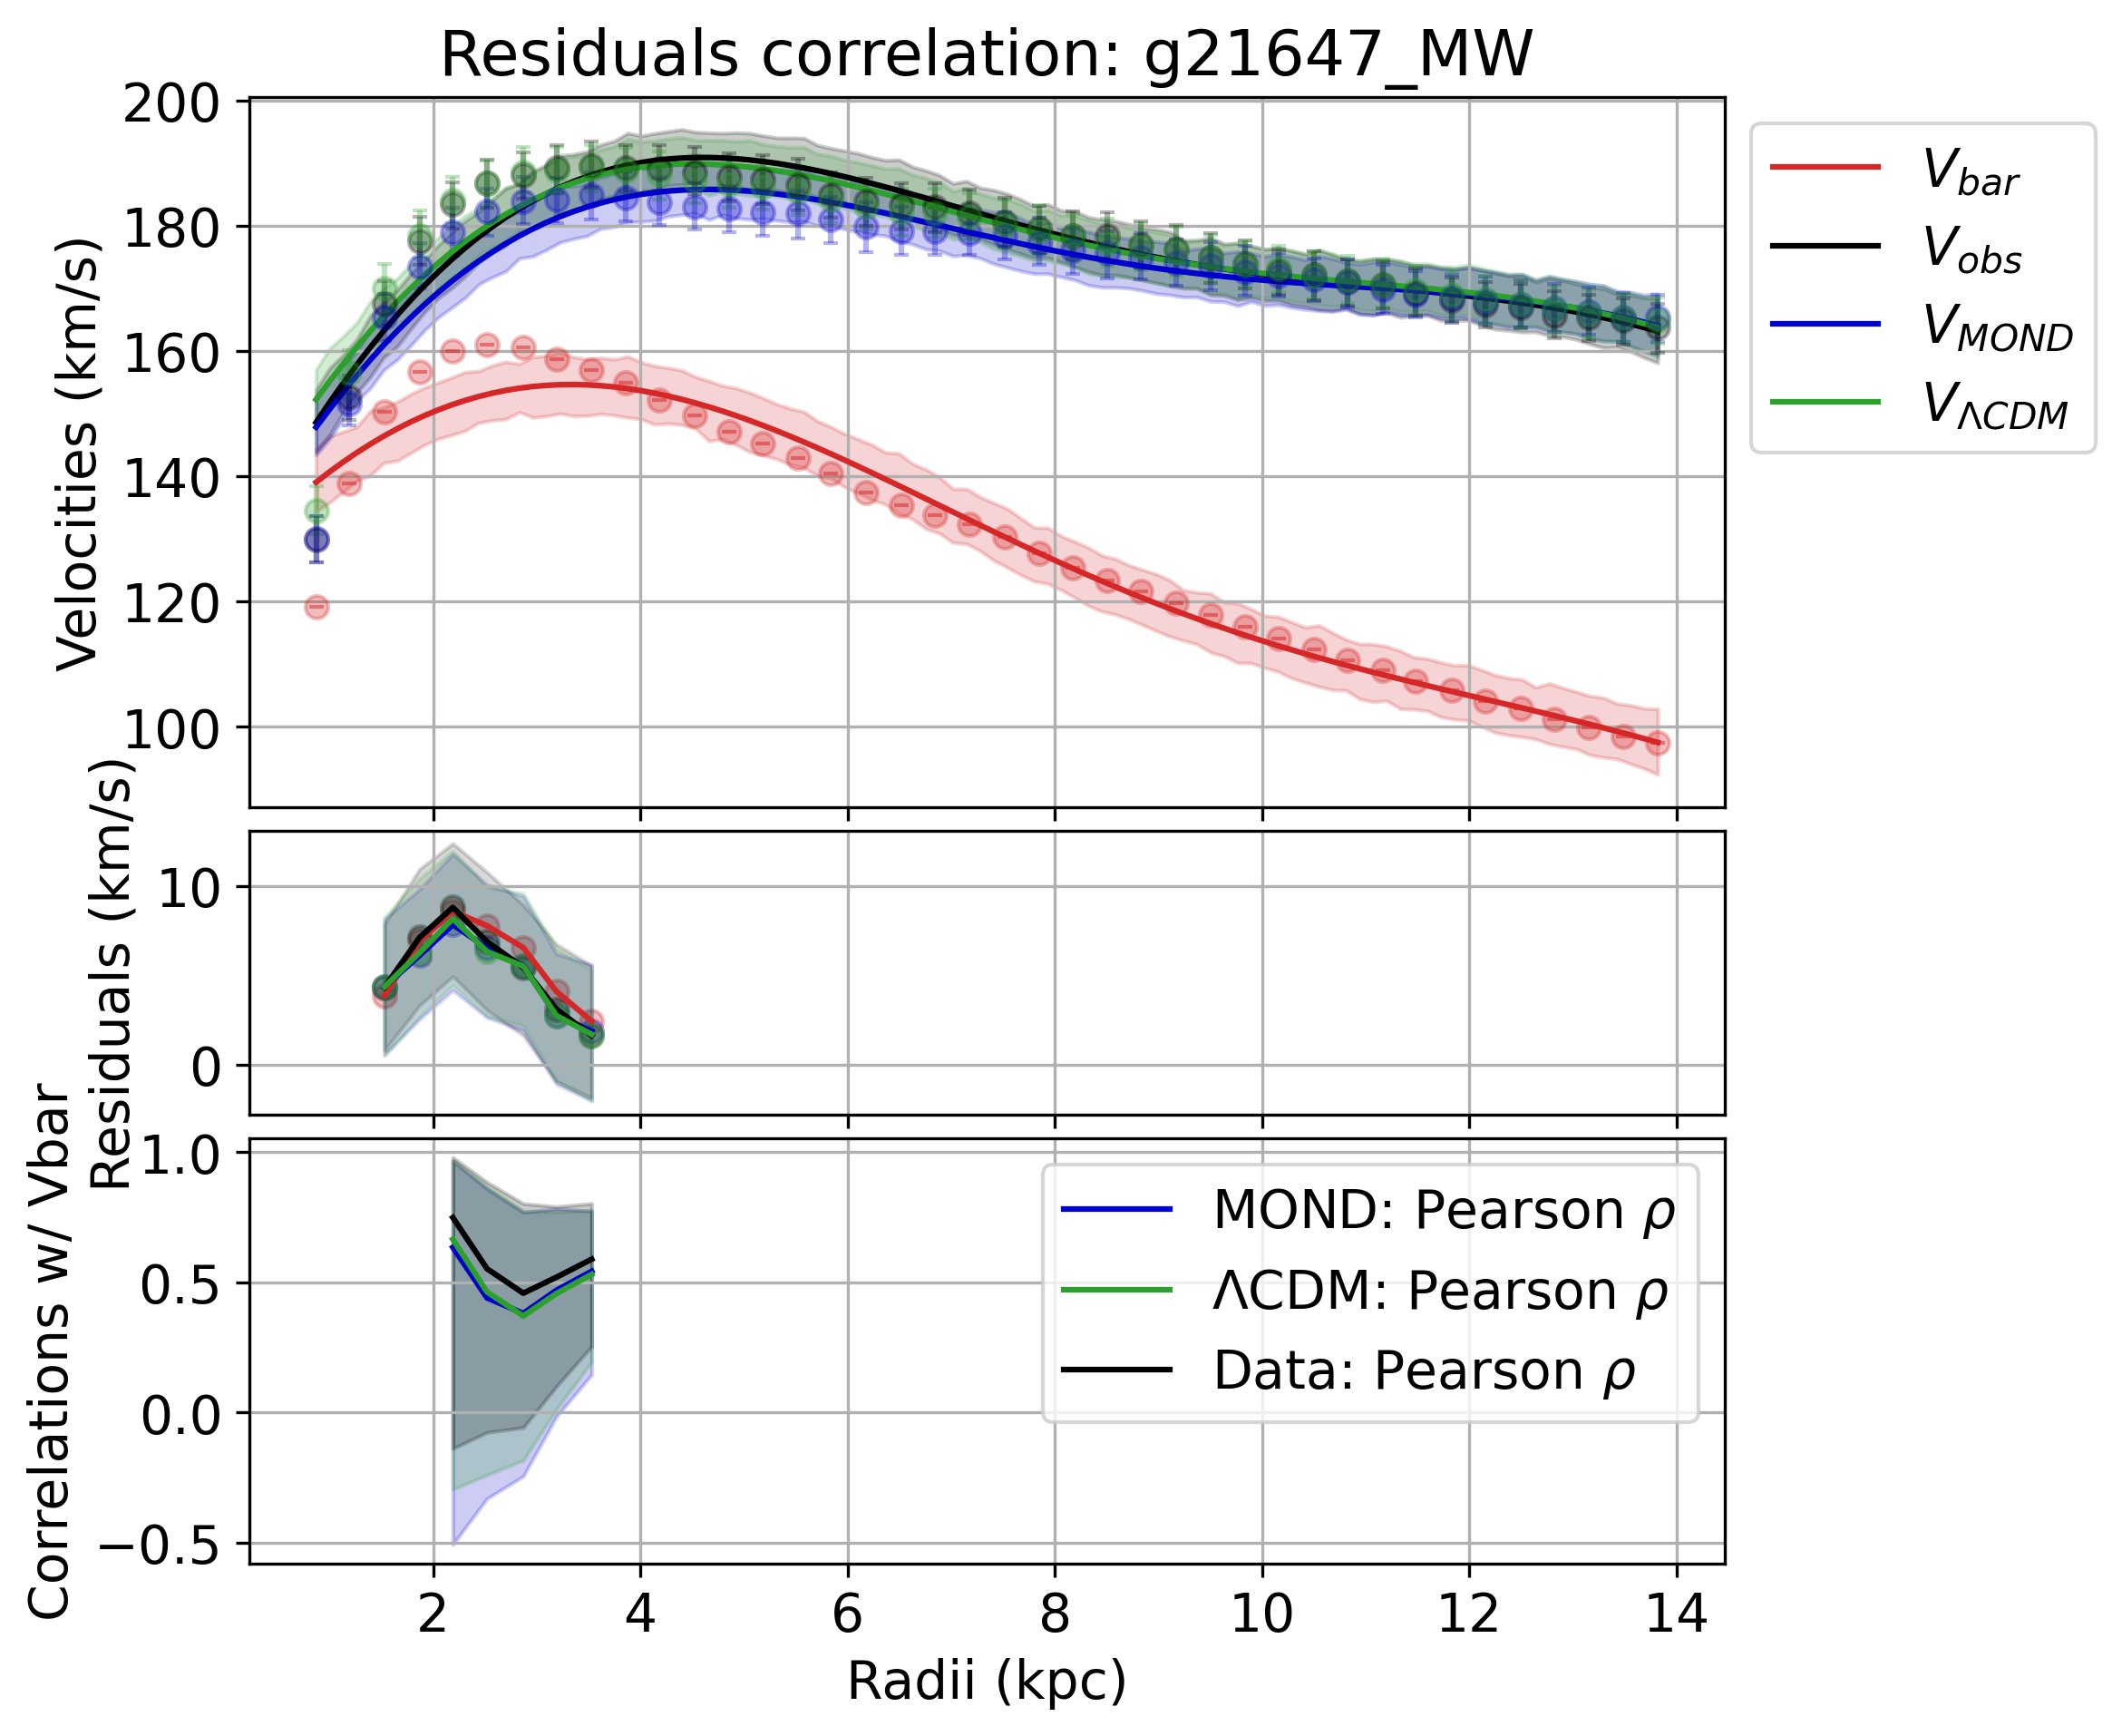 Residuals correlation: g21647_MW
Velocities (km/s)
200
180
160
140
120
100
V_bar
V_obs
V_MOND
V_ΛCDM
Residuals (km/s)
10
0
Correlations w/ Vbar
1.0
0.5
0.0
−0.5
MOND: Pearson ρ
ΛCDM: Pearson ρ
Data: Pearson ρ
2 4 6 8 10 12 14
Radii (kpc)